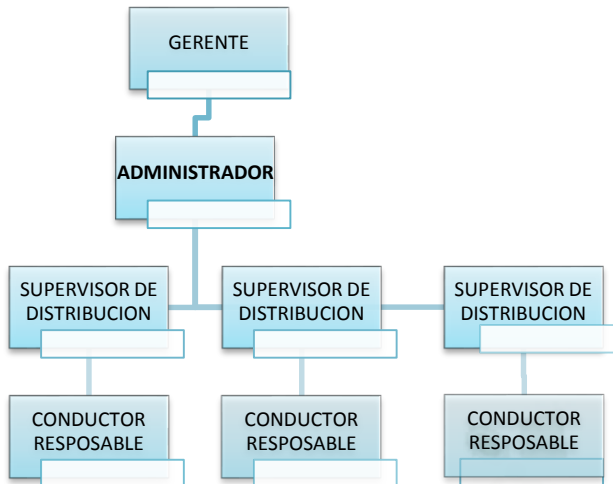 GERENTE
ADMINISTRADOR
SUPERVISOR DE
DISTRIBUCION
SUPERVISOR DE
DISTRIBUCION
SUPERVISOR DE
DISTRIBUCION
CONDUCTOR
RESPOSABLE
CONDUCTOR
RESPOSABLE
CONDUCTOR
RESPOSABLE